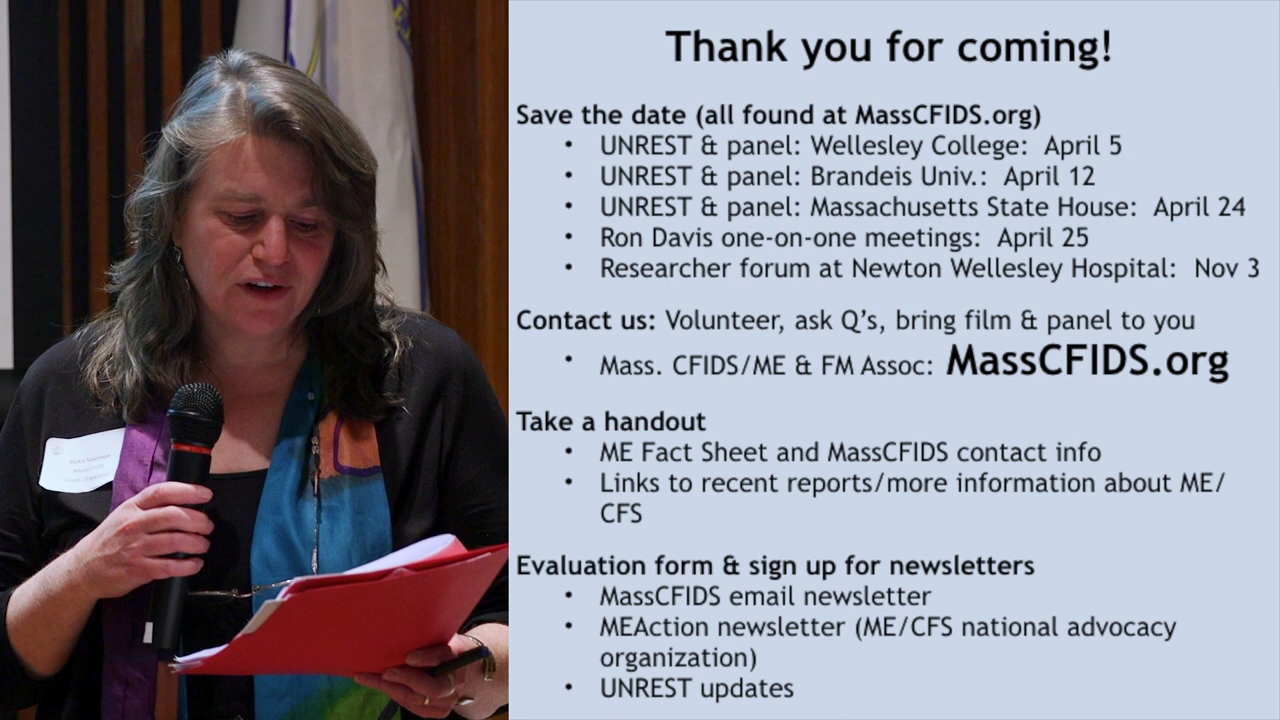 Thank you for coming!
Save the date (all found at MassCFIDS.org)
• UNREST & panel: Wellesley College: April 5
• UNREST & panel: Brandeis Univ.: April 12
• UNREST & panel: Massachusetts State House: April 24
• Ron Davis one-on-one meetings: April 25
• Researcher forum at Newton Wellesley Hospital: Nov 3
Contact us: Volunteer, ask Q's, bring film & panel to you
• Mass. CFIDS/ME & FM Assoc: MassCFIDS.org
Take a handout
• ME Fact Sheet and MassCFIDS contact info
• Links to recent reports/more information about ME/
CFS
Evaluation form & sign up for newsletters
• MassCFIDS email newsletter
• MEAction newsletter (ME/CFS national advocacy
organization)
• UNREST updates